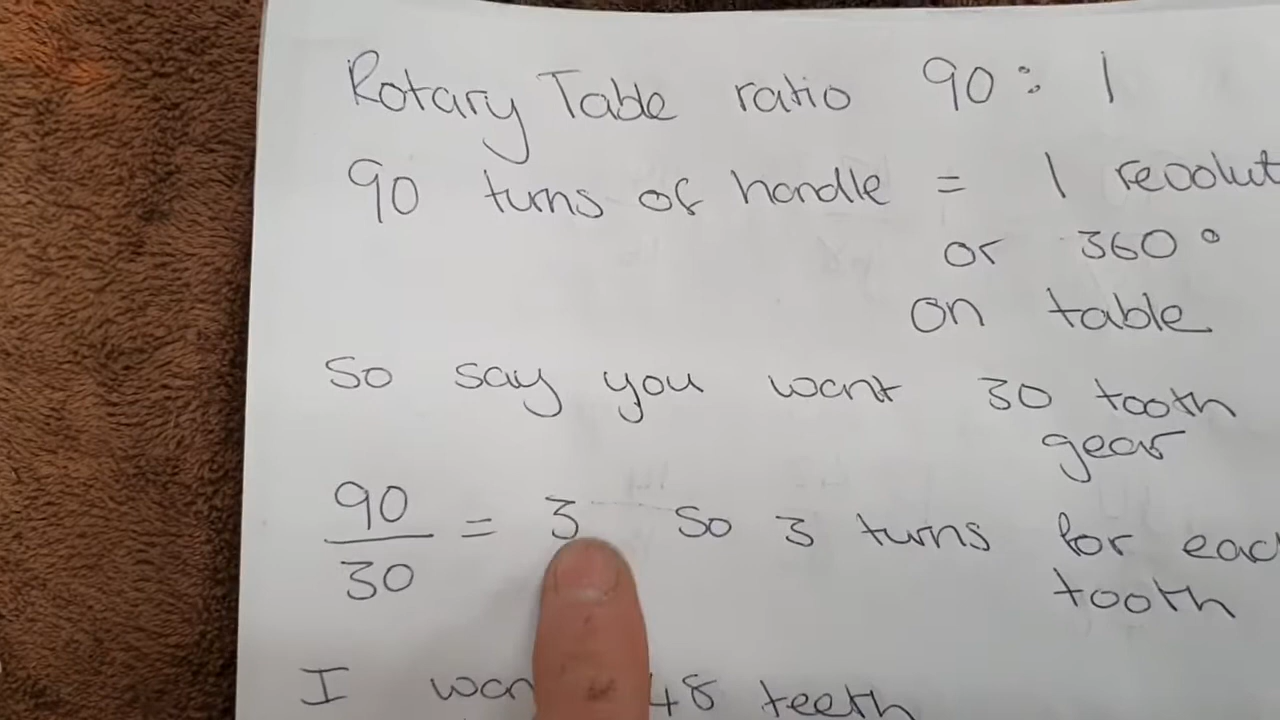 Rotary Table ratio 90 : 1
90 turns of handle = 1 revolut
or 360°
on table
So say you want 30 tooth
gear
90
30
= 3 So 3 turns for eac
tooth
I wan 48 teeth